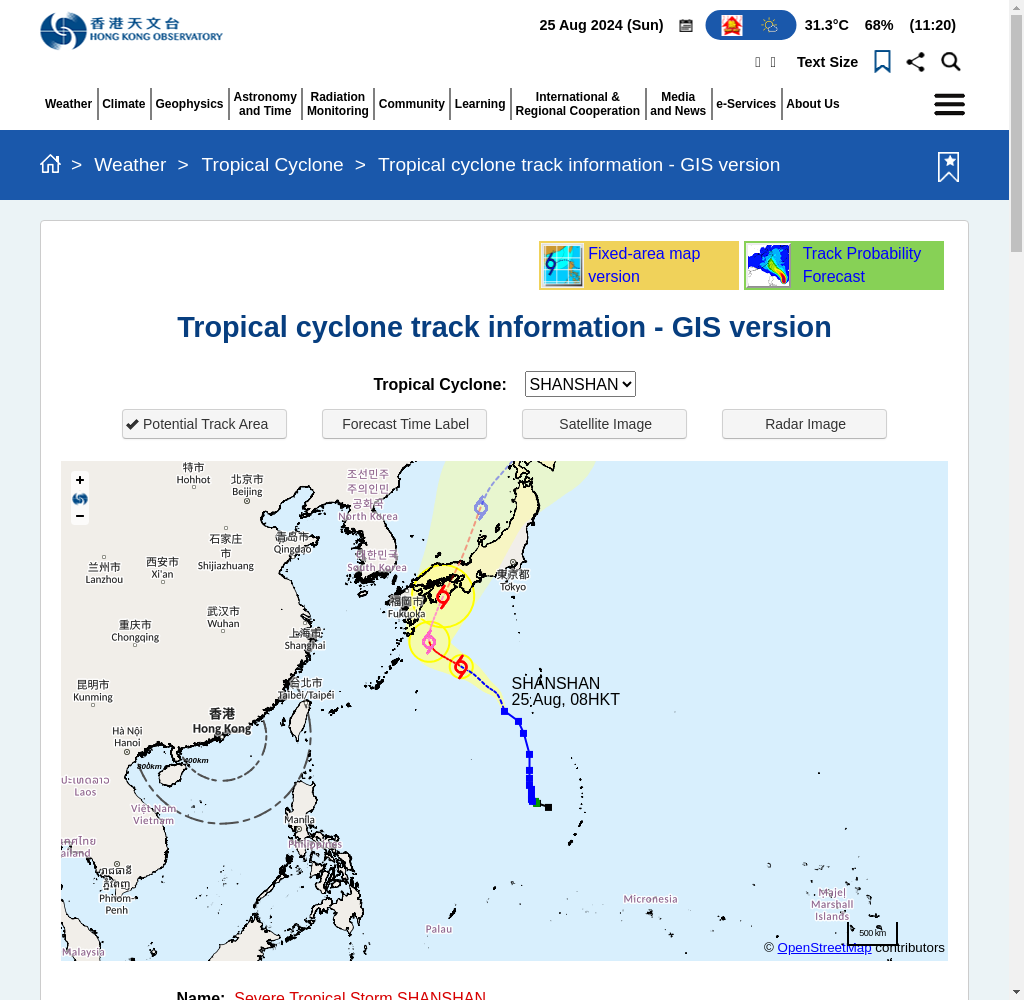 香港天文台
HONG KONG OBSERVATORY
25 Aug 2024 (Sun)
31.3°C 68% (11:20)
Text Size
Weather
Climate
Geophysics
Astronomy
and Time
Radiation
Monitoring
Community
Learning
International &
Regional Cooperation
Media
and News
e-Services
About Us
> Weather > Tropical Cyclone > Tropical cyclone track information - GIS version
Fixed-area map
version
Track Probability
Forecast
Tropical cyclone track information - GIS version
Tropical Cyclone: SHANSHAN
Potential Track Area
Forecast Time Label
Satellite Image
Radar Image
+
−
特市
Hohhot
北京市
Beijing
조선민주
주의인민
공화국
North Korea
石家庄
市
Shijiazhuang
青岛市
Qingdao
대한민국
South Korea
兰州市
Lanzhou
西安市
Xi'an
東京都
Tokyo
福岡市
Fukuoka
武汉市
Wuhan
重庆市
Chongqing
上海市
Shanghai
昆明市
Kunming
台北市
Taibei/Taipei
SHANSHAN
25 Aug, 08HKT
香港
Hong Kong
Hà Nội
Hanoi
800km
400km
ປະເທດລາວ
Laos
Việt Nam
Vietnam
Manila
Philippines
ailand
រាជធានី
ភ្នំពេញ
Phnom-
Penh
Micronesia
Majeḷ
Marshall
Islands
Palau
Malaysia
500 km
© OpenStreetMap contributors
Name: Severe Tropical Storm SHANSHAN